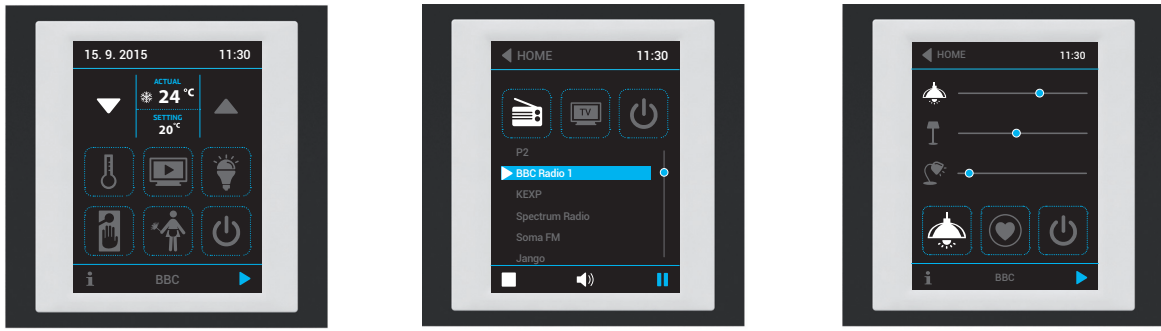 15. 9. 2015 11:30
ACTUAL
24 °C
SETTING
20 °C
i BBC
HOME 11:30
TV
P2
BBC Radio 1
KEXP
Spectrum Radio
Soma FM
Jango
HOME 11:30
i BBC